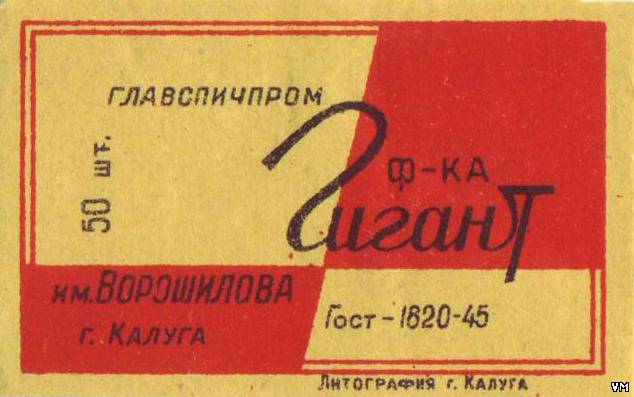 ГЛАВСПИЧПРОМ
50 шт.
Ф-КА
Гигант
им. ВОРОШИЛОВА
г. КАЛУГА
Гост-1820-45
Литография г. Калуга
VM